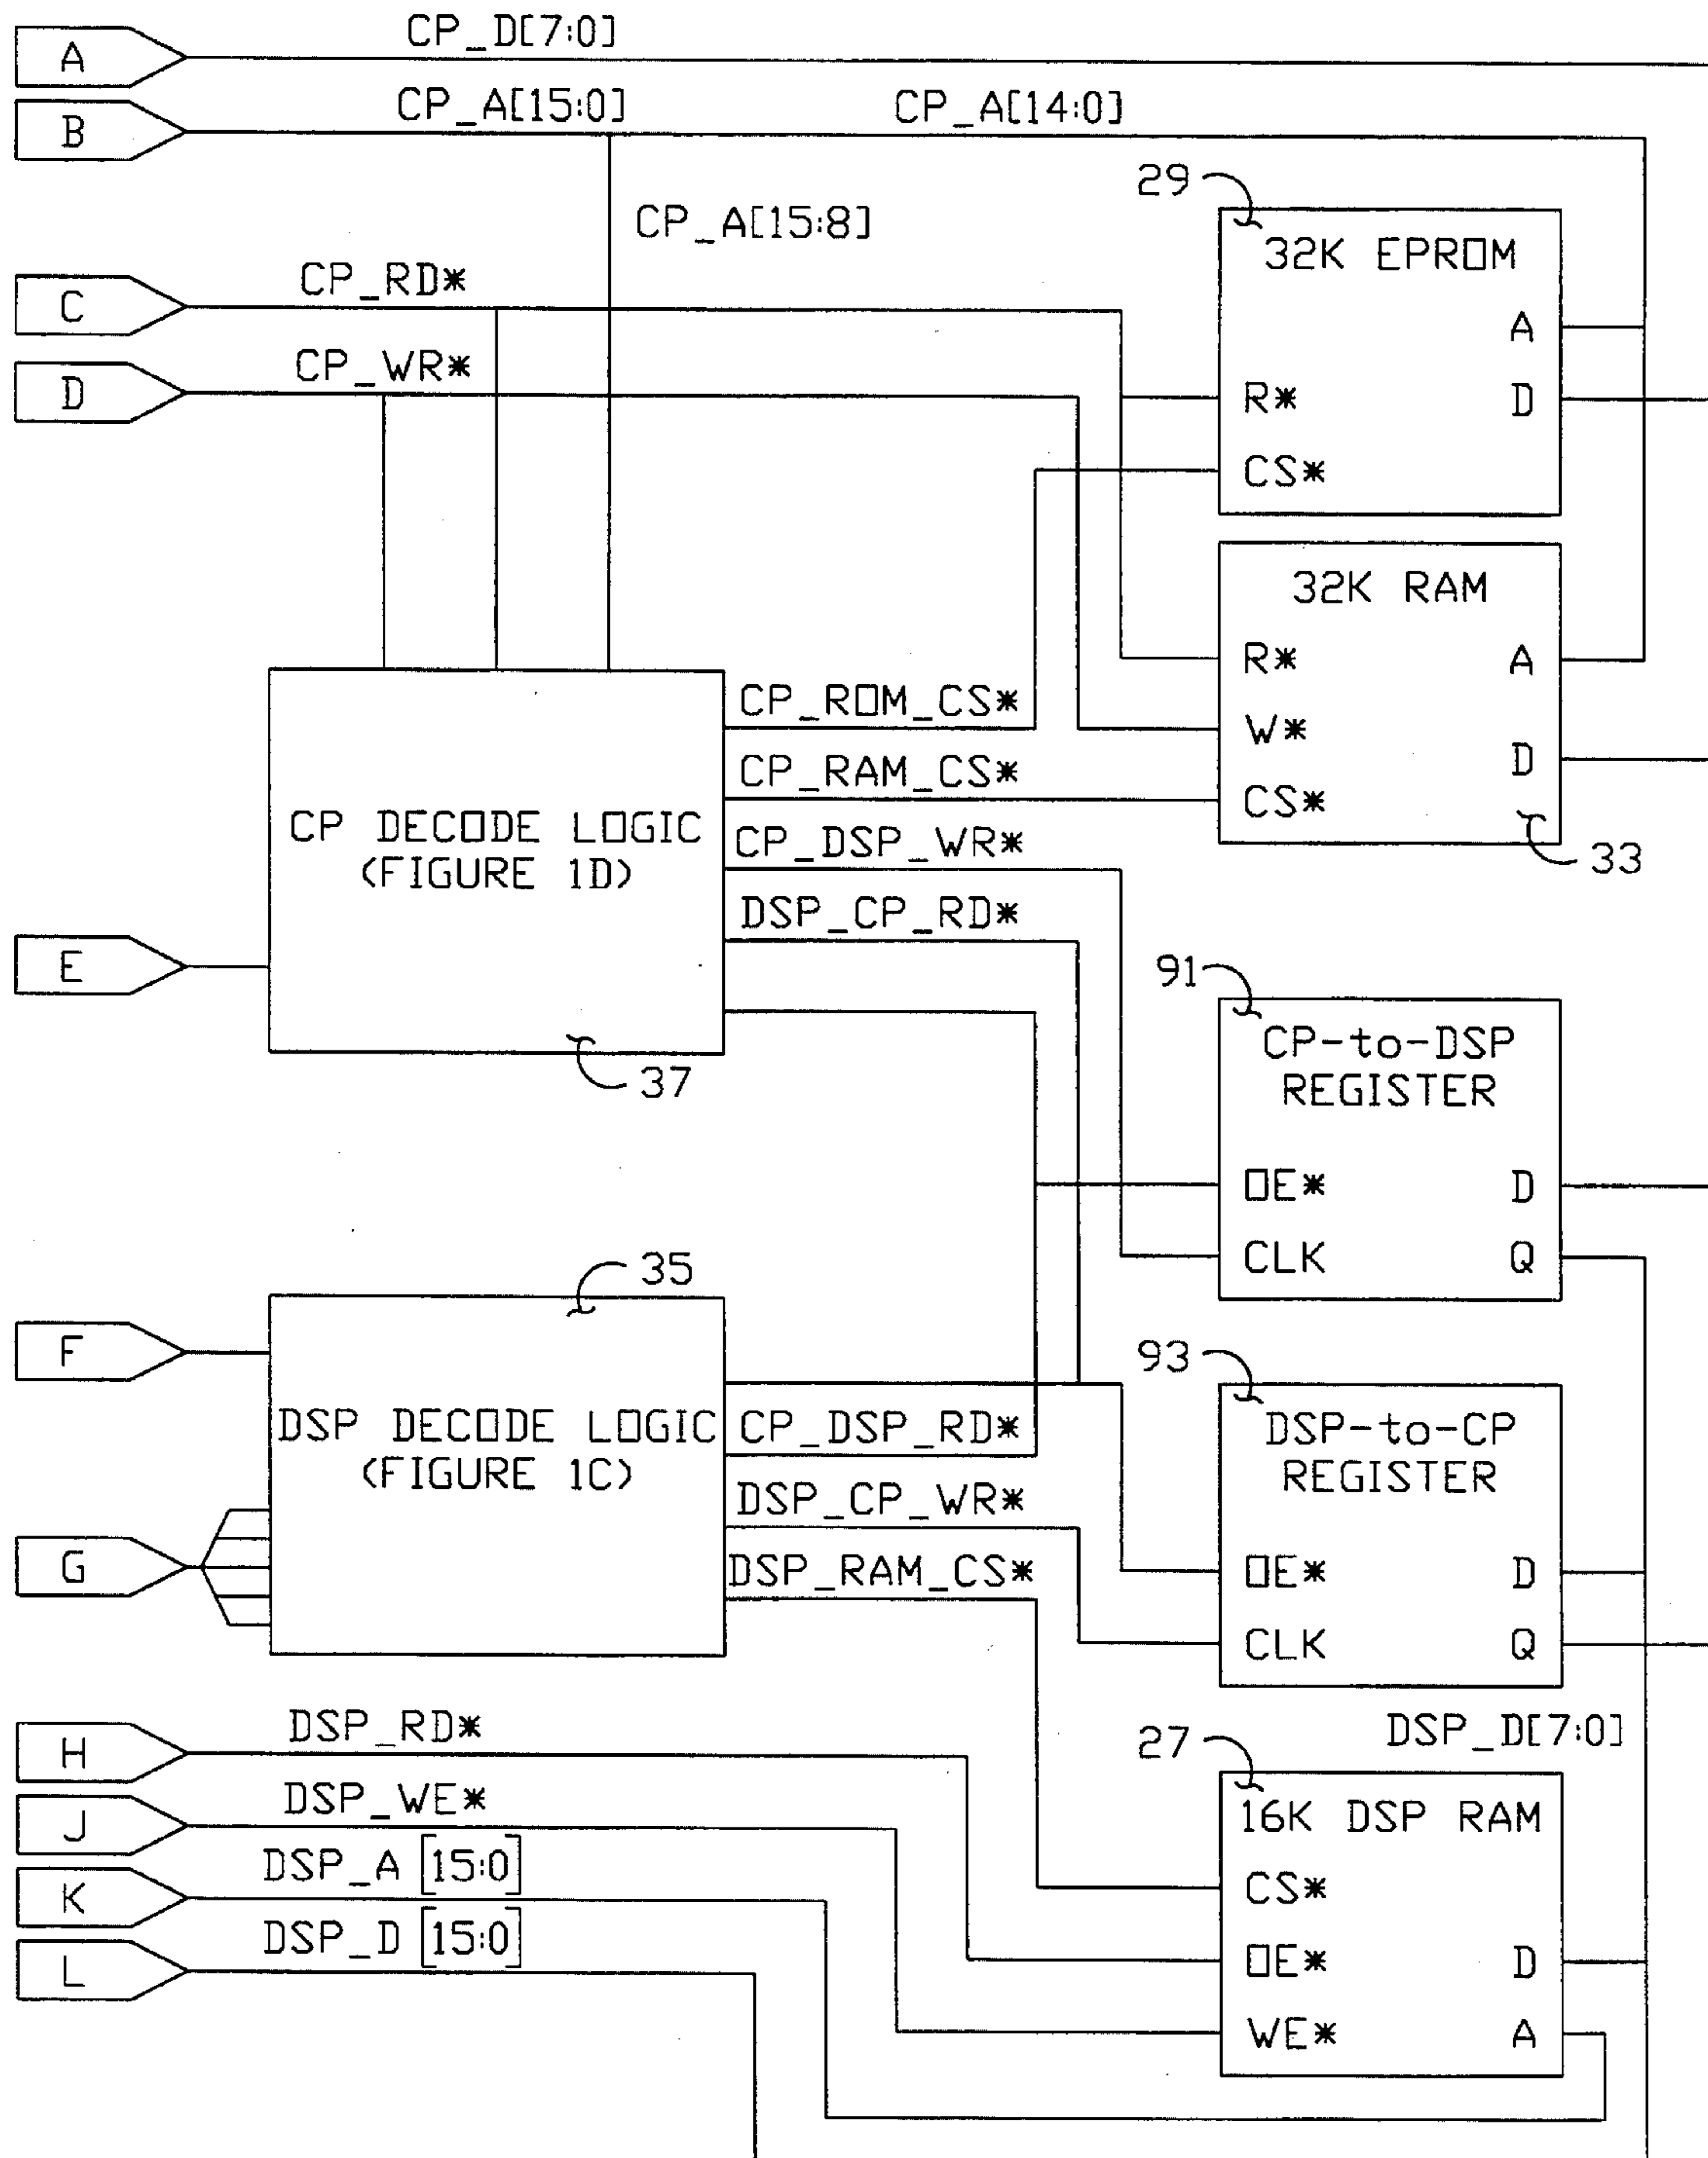 A
CP_D[7:0]
B
CP_A[15:0]
CP_A[14:0]
CP_A[15:8]
C
CP_RD*
D
CP_WR*
29
32K EPROM
A
R*
D
CS*
32K RAM
R*
A
W*
D
CS*
33
CP_ROM_CS*
CP_RAM_CS*
CP_DSP_WR*
DSP_CP_RD*
CP DECODE LOGIC
(FIGURE 1D)
E
37
91
CP-to-DSP
REGISTER
OE*
D
CLK
Q
35
F
DSP DECODE LOGIC
(FIGURE 1C)
G
CP_DSP_RD*
DSP_CP_WR*
DSP_RAM_CS*
93
DSP-to-CP
REGISTER
OE*
D
CLK
Q
DSP_D[7:0]
H
DSP_RD*
J
DSP_WE*
K
DSP_A [15:0]
L
DSP_D [15:0]
27
16K DSP RAM
CS*
OE*
D
WE*
A